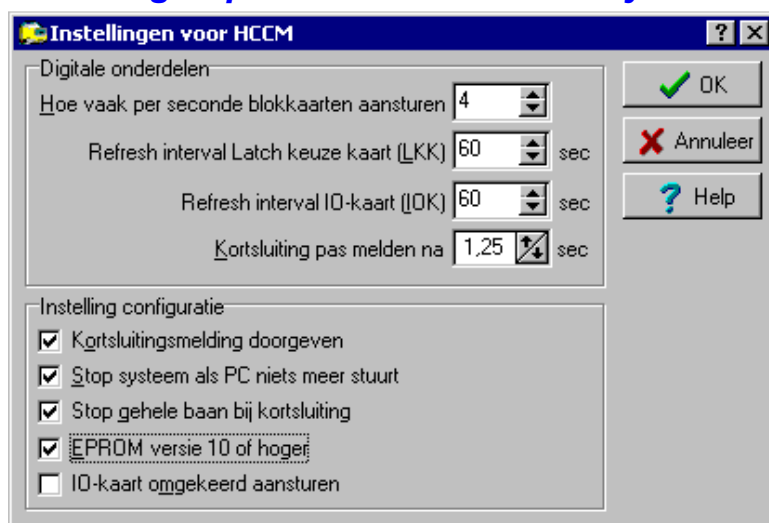 Instellingen voor HCCM
Digitale onderdelen
Hoe vaak per seconde blokkaarten aansturen 4
Refresh interval Latch keuze kaart (LKK) 60 sec
Refresh interval IO-kaart (IOK) 60 sec
Kortsluiting pas melden na 1,25 sec
OK
Annuleer
Help
Instelling configuratie
Kortsluitingsmelding doorgeven
Stop systeem als PC niets meer stuurt
Stop gehele baan bij kortsluiting
EPROM versie 10 of hoger
IO-kaart omgekeerd aansturen